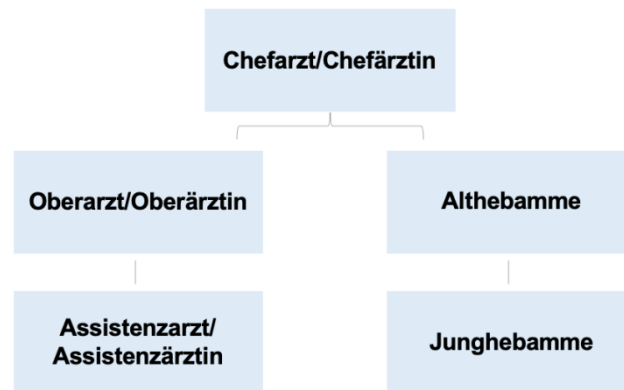 Chefarzt/Chefärztin
Oberarzt/Oberärztin
Althebamme
Assistenzarzt/
Assistenzärztin
Junghebamme